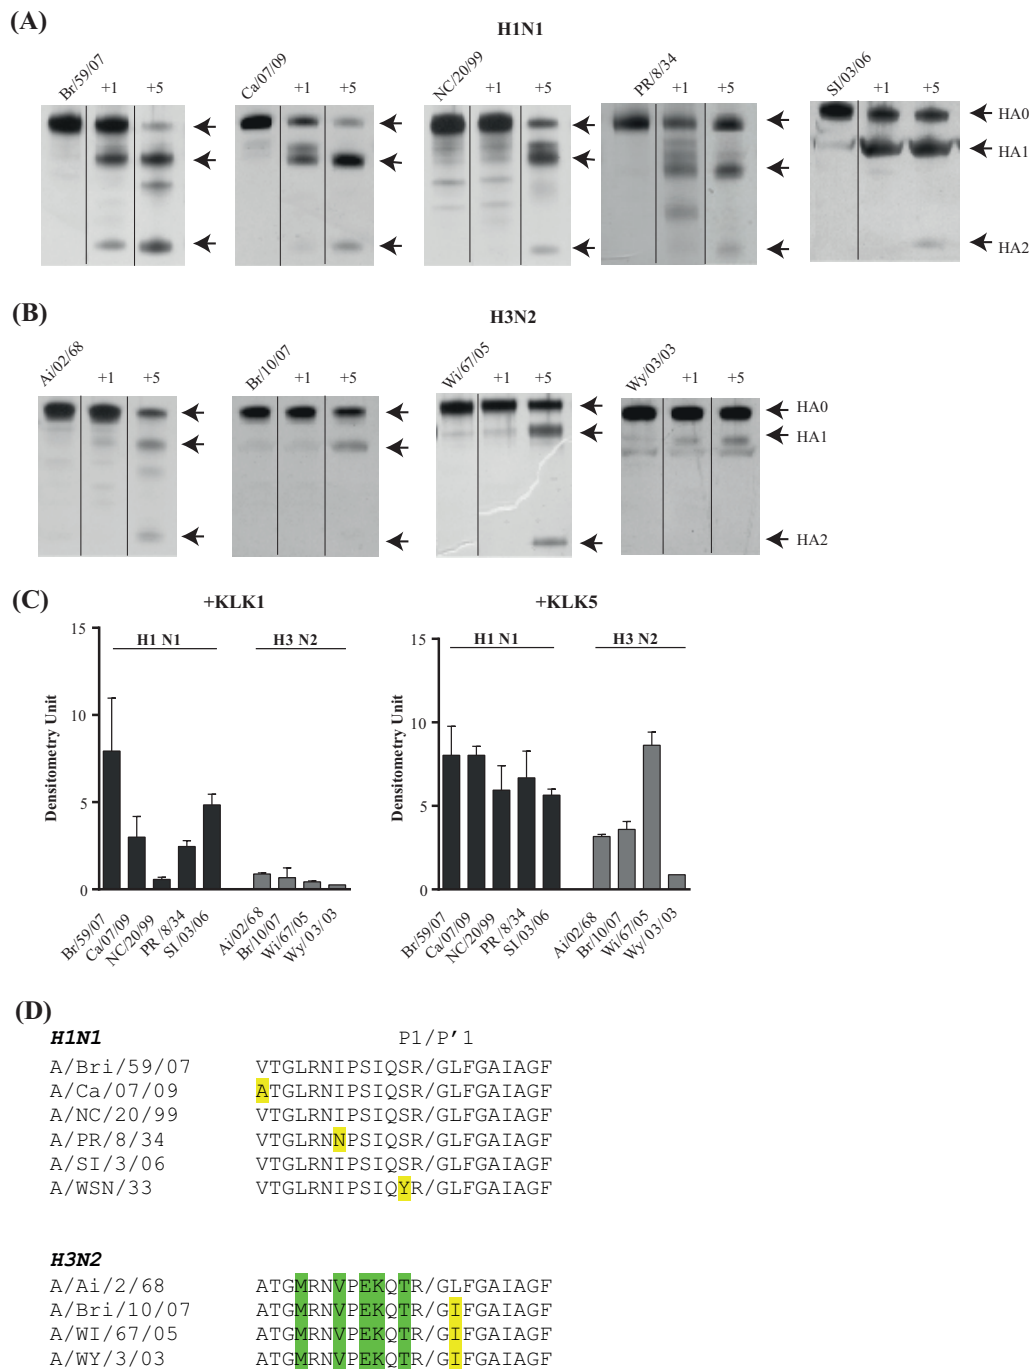 (A)
H1N1
Br/59/07 +1 +5
Ca/07/09 +1 +5
NC/20/99 +1 +5
PR/8/34 +1 +5
SI/03/06 +1 +5
HA0
HA1
HA2
(B)
H3N2
Ai/02/68 +1 +5
Br/10/07 +1 +5
Wi/67/05 +1 +5
Wy/03/03 +1 +5
HA0
HA1
HA2
(C)
+KLK1
H1 N1
H3 N2
Densitometry Unit
15
10
5
0
Br/59/07
Ca/07/09
NC/20/99
PR /8/34
SI/03/06
Ai/02/68
Br/10/07
Wi/67/05
Wy/03/03
+KLK5
H1 N1
H3 N2
Densitometry Unit
15
10
5
0
Br/59/07
Ca/07/09
NC/20/99
PR /8/34
SI/03/06
Ai/02/68
Br/10/07
Wi/67/05
Wy/03/03
(D)
H1N1 P1/P'1
A/Bri/59/07 VTGLRNIPSIQSR/GLFGAIAGF
A/Ca/07/09 ATGLRNIPSIQSR/GLFGAIAGF
A/NC/20/99 VTGLRNIPSIQSR/GLFGAIAGF
A/PR/8/34 VTGLRNNPSIQSR/GLFGAIAGF
A/SI/3/06 VTGLRNIPSIQSR/GLFGAIAGF
A/WSN/33 VTGLRNIPSIQYR/GLFGAIAGF
H3N2
A/Ai/2/68 ATGMRNVPEKQTR/GLFGAIAGF
A/Bri/10/07 ATGMRNVPEKQTR/GIFGAIAGF
A/WI/67/05 ATGMRNVPEKQTR/GIFGAIAGF
A/WY/3/03 ATGMRNVPEKQTR/GIFGAIAGF